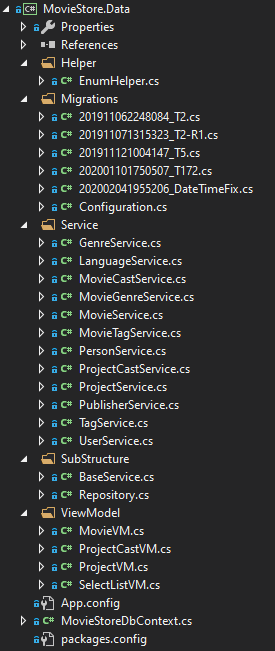 C# MovieStore.Data
Properties
References
Helper
C# EnumHelper.cs
Migrations
C# 201911062248084_T2.cs
C# 201911071315323_T2-R1.cs
C# 201911121004147_T5.cs
C# 202001101750507_T172.cs
C# 202002041955206_DateTimeFix.cs
C# Configuration.cs
Service
C# GenreService.cs
C# LanguageService.cs
C# MovieCastService.cs
C# MovieGenreService.cs
C# MovieService.cs
C# MovieTagService.cs
C# PersonService.cs
C# ProjectCastService.cs
C# ProjectService.cs
C# PublisherService.cs
C# TagService.cs
C# UserService.cs
SubStructure
C# BaseService.cs
C# Repository.cs
ViewModel
C# MovieVM.cs
C# ProjectCastVM.cs
C# ProjectVM.cs
C# SelectListVM.cs
App.config
C# MovieStoreDbContext.cs
packages.config